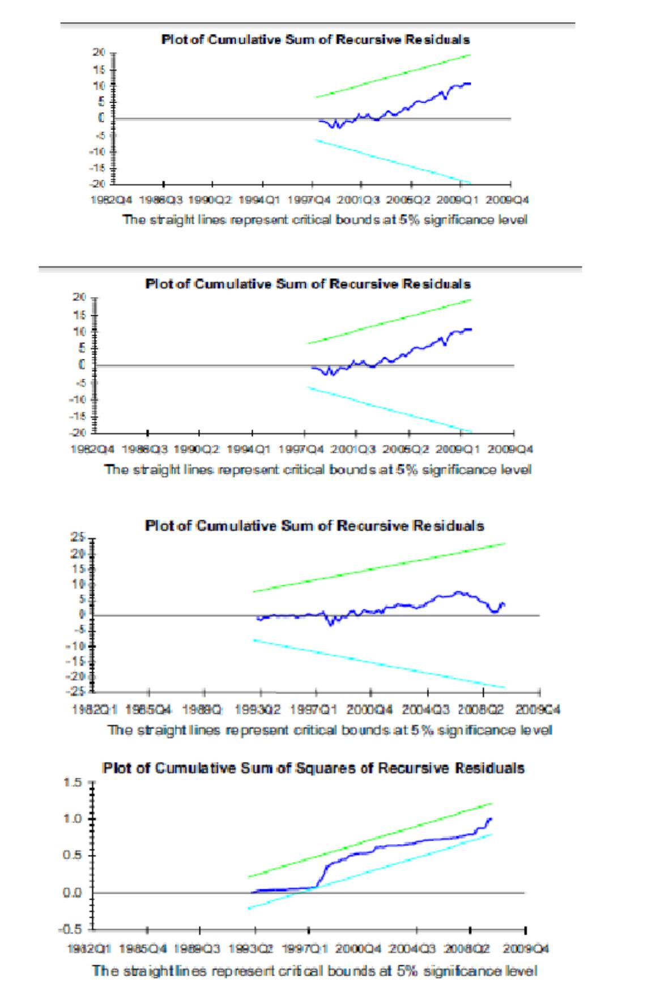 Plot of Cumulative Sum of Recursive Residuals
20
15
10
5
0
-5
-10
-15
-20
1982Q4 1986Q3 1990Q2 1994Q1 1997Q4 2001Q3 2005Q2 2009Q1 2009Q4
The straight lines represent critical bounds at 5% significance level
Plot of Cumulative Sum of Recursive Residuals
20
15
10
5
0
-5
-10
-15
-20
1982Q4 1986Q3 1990Q2 1994Q1 1997Q4 2001Q3 2005Q2 2009Q1 2009Q4
The straight lines represent critical bounds at 5% significance level
Plot of Cumulative Sum of Recursive Residuals
25
20
15
10
5
0
-5
-10
-15
-20
-25
1982Q1 1985Q4 1989Q 1993Q2 1997Q1 2000Q4 2004Q3 2008Q2 2009Q4
The straight lines represent critical bounds at 5% significance level
Plot of Cumulative Sum of Squares of Recursive Residuals
1.5
1.0
0.5
0.0
-0.5
1982Q1 1985Q4 1989Q3 1993Q2 1997Q1 2000Q4 2004Q3 2008Q2 2009Q4
The straight lines represent critical bounds at 5% significance level